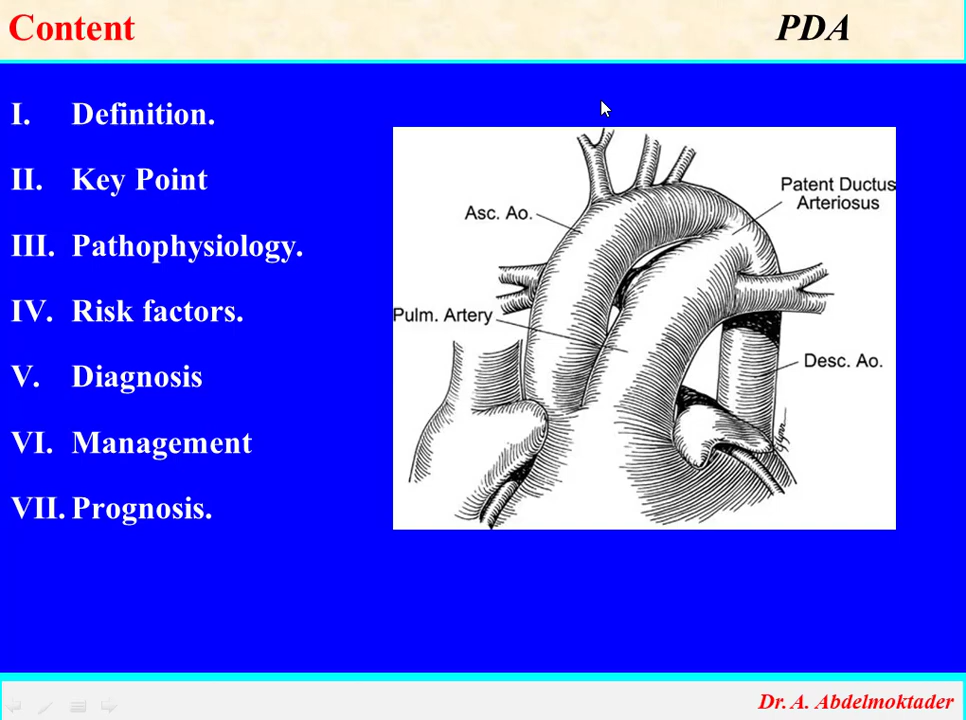 Content PDA
I. Definition.
II. Key Point
III. Pathophysiology.
IV. Risk factors.
V. Diagnosis
VI. Management
VII. Prognosis.
Patent Ductus
Arteriosus
Asc. Ao.
Pulm. Artery
Desc. Ao.
Dr. A. Abdelmoktader